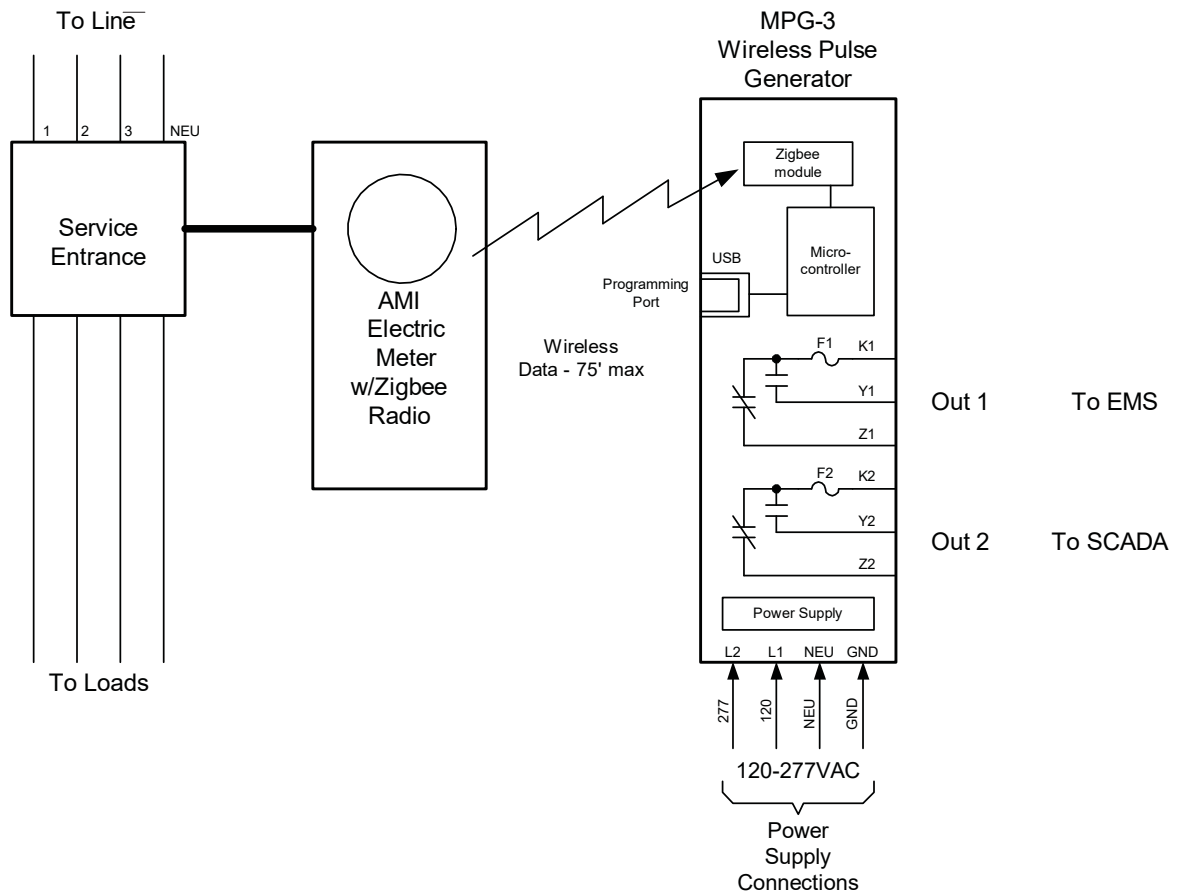 To Line
1
2
3
NEU
Service
Entrance
To Loads
AMI
Electric
Meter
w/Zigbee
Radio
Wireless
Data - 75' max
MPG-3
Wireless Pulse
Generator
Zigbee
module
Micro-
controller
USB
Programming
Port
F1
K1
Y1
Z1
Out 1
To EMS
F2
K2
Y2
Z2
Out 2
To SCADA
Power Supply
L2
L1
NEU
GND
277
120
NEU
GND
120-277VAC
Power
Supply
Connections